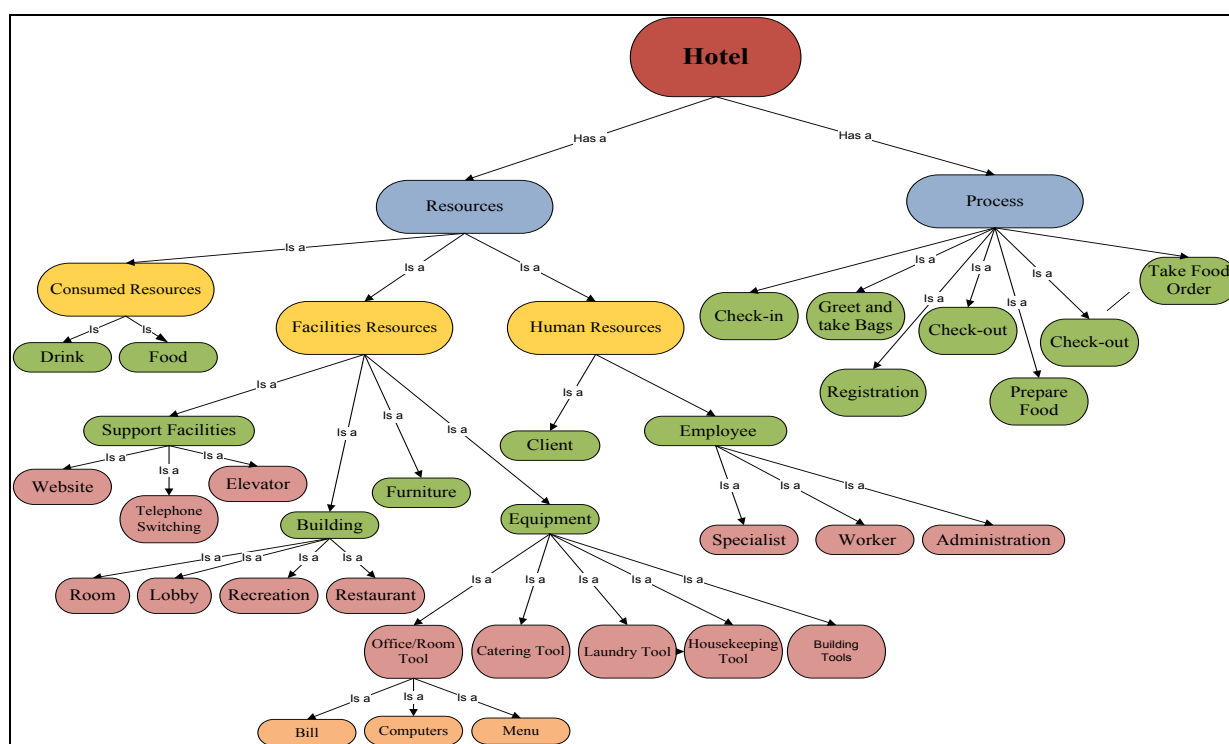 Hotel
Has a
Has a
Resources
Process
Is a
Is a
Is a
Is a
Is a
Is a
Is a
Is a
Is a
Is a
Consumed Resources
Facilities Resources
Human Resources
Check-in
Greet and
take Bags
Check-out
Check-out
Take Food
Order
Registration
Prepare
Food
Is
Is
Drink
Food
Is a
Is a
Is a
Is a
Is a
Is a
Support Facilities
Building
Furniture
Equipment
Client
Employee
Is a
Is a
Is a
Website
Telephone
Switching
Elevator
Is a
Is a
Is a
Specialist
Worker
Administration
Is a
Is a
Is a
Is a
Room
Lobby
Recreation
Restaurant
Is a
Is a
Is a
Is a
Is a
Office/Room
Tool
Catering Tool
Laundry Tool
Housekeeping
Tool
Building
Tools
Is a
Is a
Is a
Bill
Computers
Menu